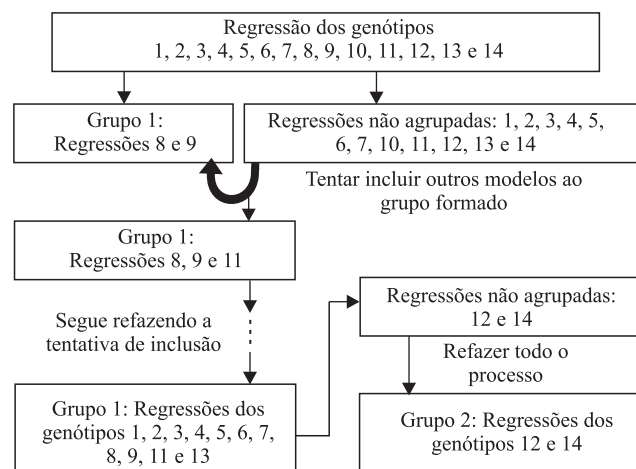 Regressão dos genótipos
1, 2, 3, 4, 5, 6, 7, 8, 9, 10, 11, 12, 13 e 14
Grupo 1:
Regressões 8 e 9
Regressões não agrupadas: 1, 2, 3, 4, 5,
6, 7, 10, 11, 12, 13 e 14
Tentar incluir outros modelos ao
grupo formado
Grupo 1:
Regressões 8, 9 e 11
Segue refazendo a
tentativa de inclusão
Regressões não agrupadas:
12 e 14
Refazer todo o
processo
Grupo 1: Regressões dos
genótipos 1, 2, 3, 4, 5, 6, 7,
8, 9, 11 e 13
Grupo 2: Regressões dos
genótipos 12 e 14